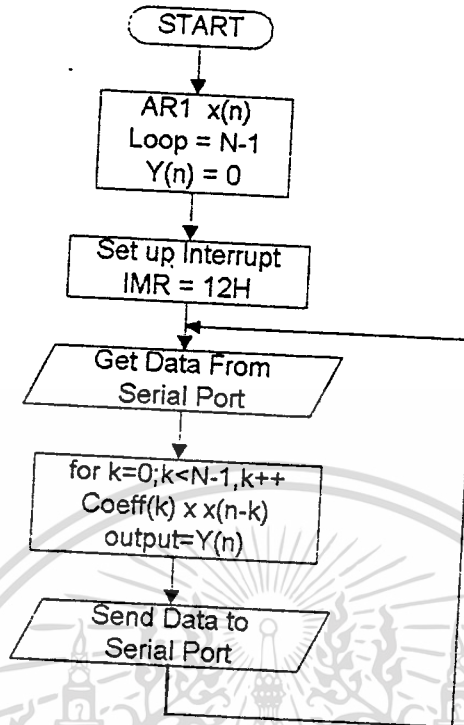 START
AR1 x(n)
Loop = N-1
Y(n) = 0
Set up Interrupt
IMR = 12H
Get Data From
Serial Port
for k=0;k<N-1,k++
Coeff(k) x x(n-k)
output=Y(n)
Send Data to
Serial Port